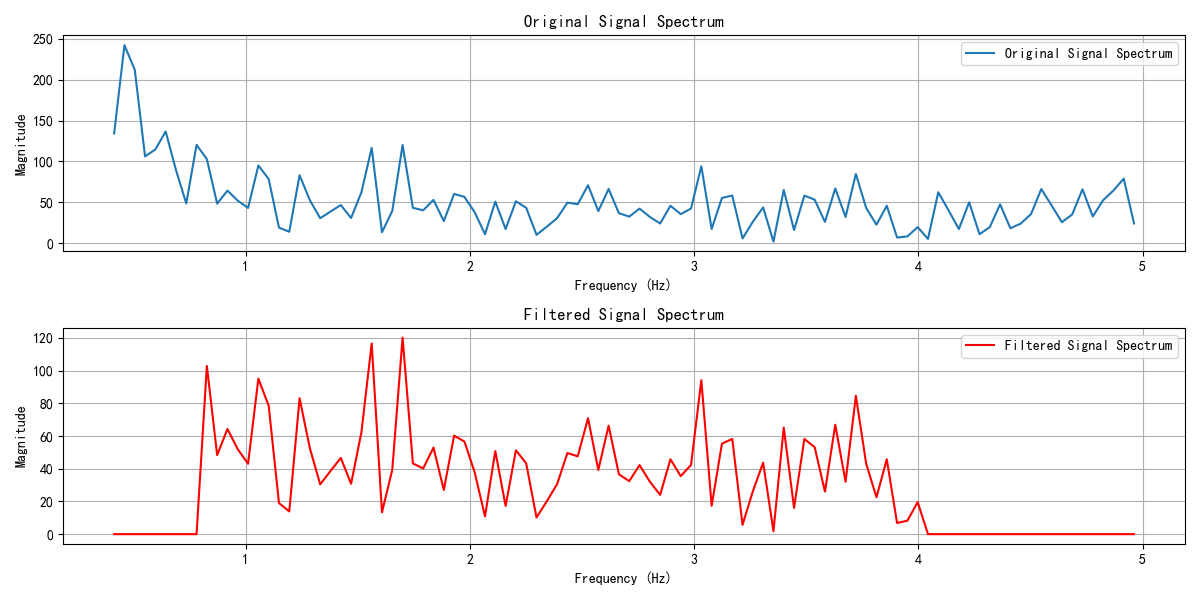 Original Signal Spectrum
250
200
150
100
50
0
Magnitude
Original Signal Spectrum
1 2 3 4 5
Frequency (Hz)
Filtered Signal Spectrum
120
100
80
60
40
20
0
Magnitude
Filtered Signal Spectrum
1 2 3 4 5
Frequency (Hz)